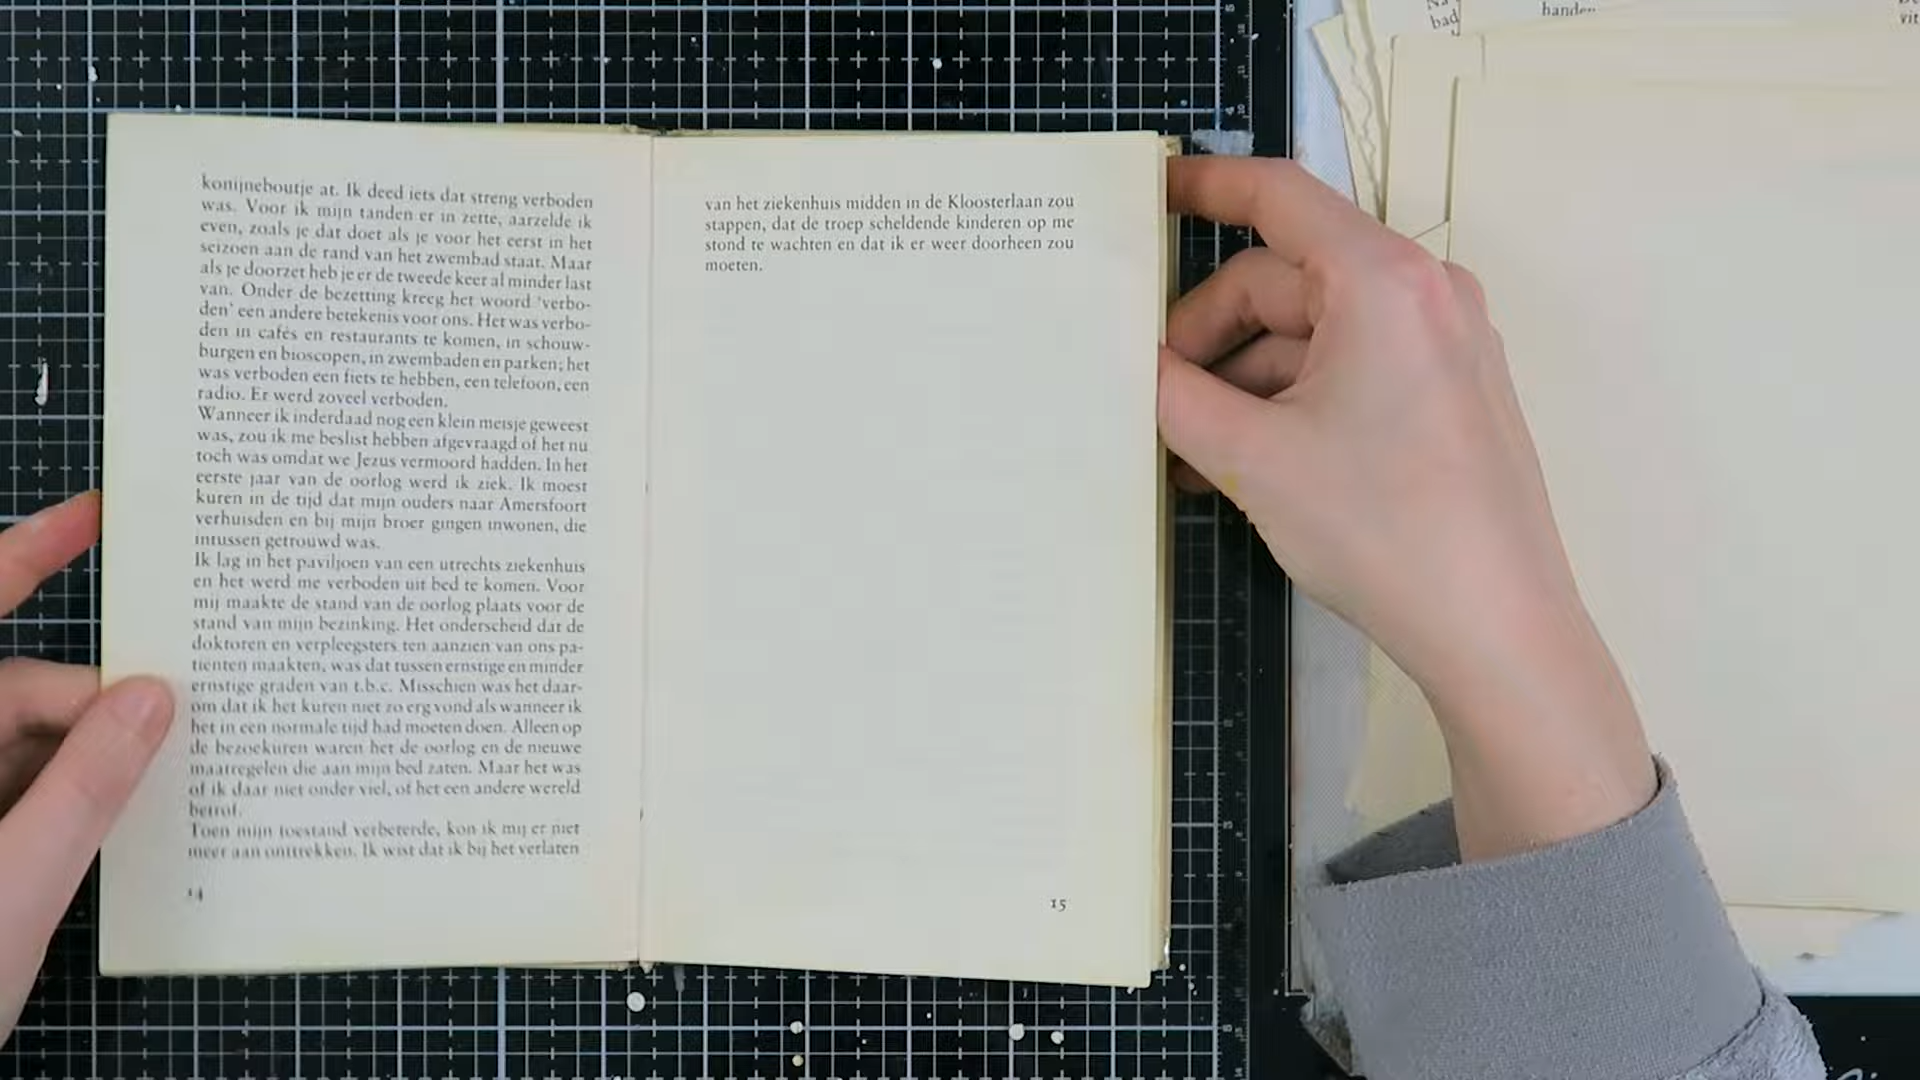 konijneboutje at. Ik deed iets dat streng verboden
was. Voor ik mijn tanden er in zette, aarzelde ik
even, zoals je dat doet als je voor het eerst in het
seizoen aan de rand van het zwembad staat. Maar
als je doorzet heb je er de tweede keer al minder last
van. Onder de bezetting kreeg het woord 'verbo-
den' een andere betekenis voor ons. Het was verbo-
den in cafés en restaurants te komen, in schouw-
burgen en bioscopen, in zwembaden en parken; het
was verboden een fiets te hebben, een telefoon, een
radio. Er werd zoveel verboden.
Wanneer ik inderdaad nog een klein meisje geweest
was, zou ik me beslist hebben afgevraagd of het nu
toch was omdat we Jezus vermoord hadden. In het
eerste jaar van de oorlog werd ik ziek. Ik moest
kuren in de tijd dat mijn ouders naar Amersfoort
verhuisden en bij mijn broer gingen inwonen, die
intussen getrouwd was.
Ik lag in het paviljoen van een utrechts ziekenhuis
en het werd me verboden uit bed te komen. Voor
mij maakte de stand van de oorlog plaats voor de
stand van mijn bezinking. Het onderscheid dat de
doktoren en verpleegsters ten aanzien van ons pa-
tiënten maakten, was dat tussen ernstige en minder
ernstige graden van t.b.c. Misschien was het daar-
om dat ik het kuren niet zo erg vond als wanneer ik
het in een normale tijd had moeten doen. Alleen op
de bezoekuren waren het de oorlog en de nieuwe
maatregelen die aan mijn bed zaten. Maar het was
of ik daar niet onder viel, of het een andere wereld
betrof.
Toen mijn toestand verbeterde, kon ik mij er niet
meer aan onttrekken. Ik wist dat ik bij het verlaten
14
van het ziekenhuis midden in de Kloosterlaan zou
stappen, dat de troep scheldende kinderen op me
stond te wachten en dat ik er weer doorheen zou
moeten.
15
bad
vit